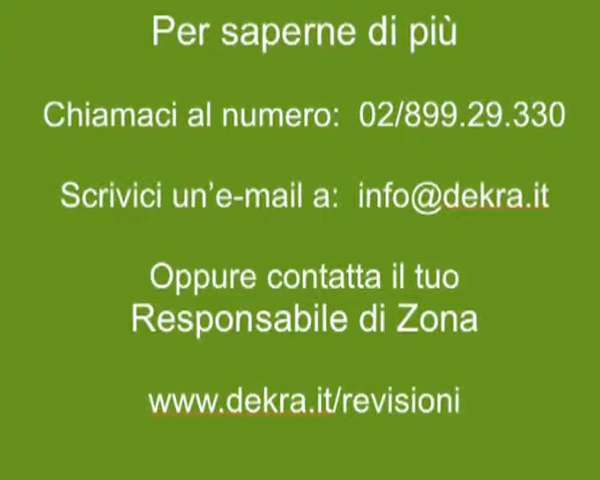 Per saperne di più
Chiamaci al numero: 02/899.29.330
Scrivici un'e-mail a: info@dekra.it
Oppure contatta il tuo
Responsabile di Zona
www.dekra.it/revisioni